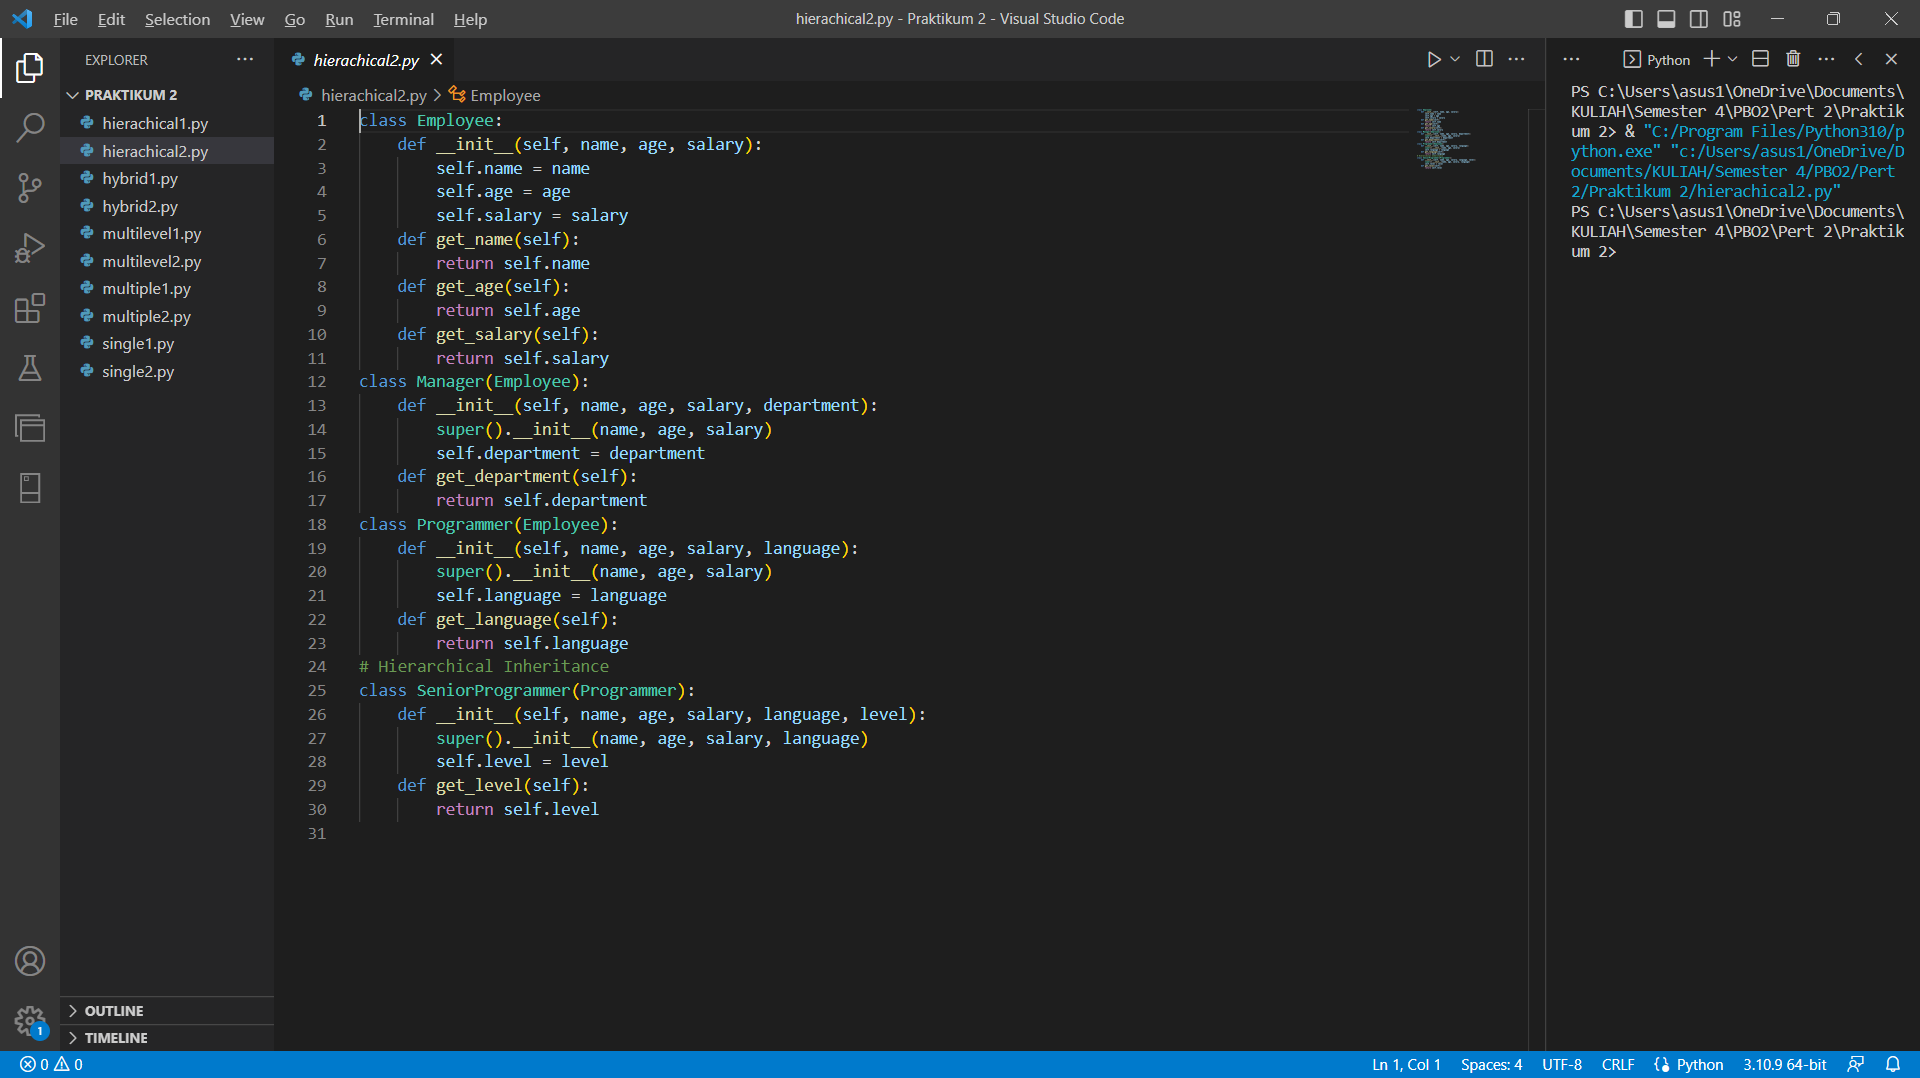 File Edit Selection View Go Run Terminal Help
hierachical2.py - Praktikum 2 - Visual Studio Code
EXPLORER
PRAKTIKUM 2
hierachical1.py
hierachical2.py
hybrid1.py
hybrid2.py
multilevel1.py
multilevel2.py
multiple1.py
multiple2.py
single1.py
single2.py
OUTLINE
TIMELINE
1
hierachical2.py
hierachical2.py > Employee
1 class Employee:
2     def __init__(self, name, age, salary):
3         self.name = name
4         self.age = age
5         self.salary = salary
6     def get_name(self):
7         return self.name
8     def get_age(self):
9         return self.age
10     def get_salary(self):
11         return self.salary
12 class Manager(Employee):
13     def __init__(self, name, age, salary, department):
14         super().__init__(name, age, salary)
15         self.department = department
16     def get_department(self):
17         return self.department
18 class Programmer(Employee):
19     def __init__(self, name, age, salary, language):
20         super().__init__(name, age, salary)
21         self.language = language
22     def get_language(self):
23         return self.language
24 # Hierarchical Inheritance
25 class SeniorProgrammer(Programmer):
26     def __init__(self, name, age, salary, language, level):
27         super().__init__(name, age, salary, language)
28         self.level = level
29     def get_level(self):
30         return self.level
31
Python
PS C:\Users\asus1\OneDrive\Documents\
KULIAH\Semester 4\PBO2\Pert 2\Praktik
um 2> & "C:/Program Files/Python310/p
ython.exe" "c:/Users/asus1/OneDrive/D
ocuments/KULIAH/Semester 4/PBO2/Pert
2/Praktikum 2/hierachical2.py"
PS C:\Users\asus1\OneDrive\Documents\
KULIAH\Semester 4\PBO2\Pert 2\Praktik
um 2>
0 0
Ln 1, Col 1 Spaces: 4 UTF-8 CRLF Python 3.10.9 64-bit